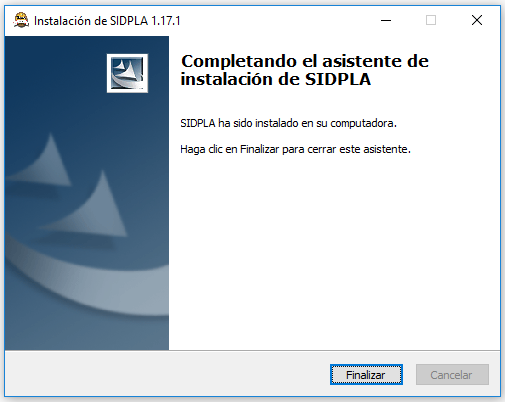 Instalación de SIDPLA 1.17.1
Completando el asistente de
instalación de SIDPLA
SIDPLA ha sido instalado en su computadora.
Haga clic en Finalizar para cerrar este asistente.
Finalizar
Cancelar